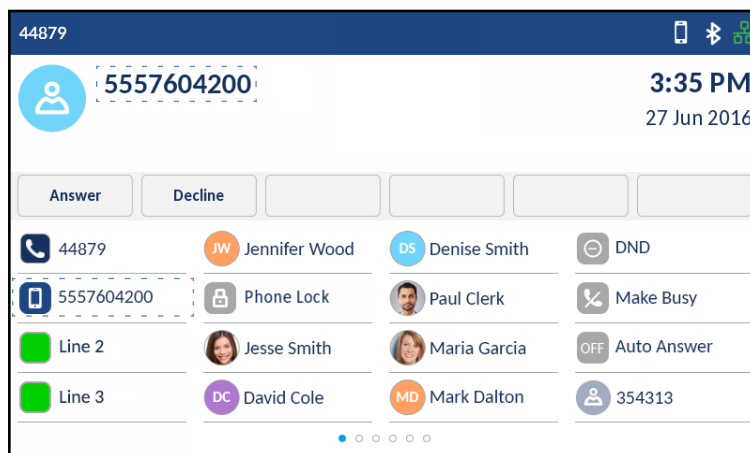 44879
5557604200
3:35 PM
27 Jun 2016
Answer Decline
44879 JW Jennifer Wood DS Denise Smith DND
5557604200 Phone Lock Paul Clerk Make Busy
Line 2 Jesse Smith Maria Garcia OFF Auto Answer
Line 3 DC David Cole MD Mark Dalton 354313